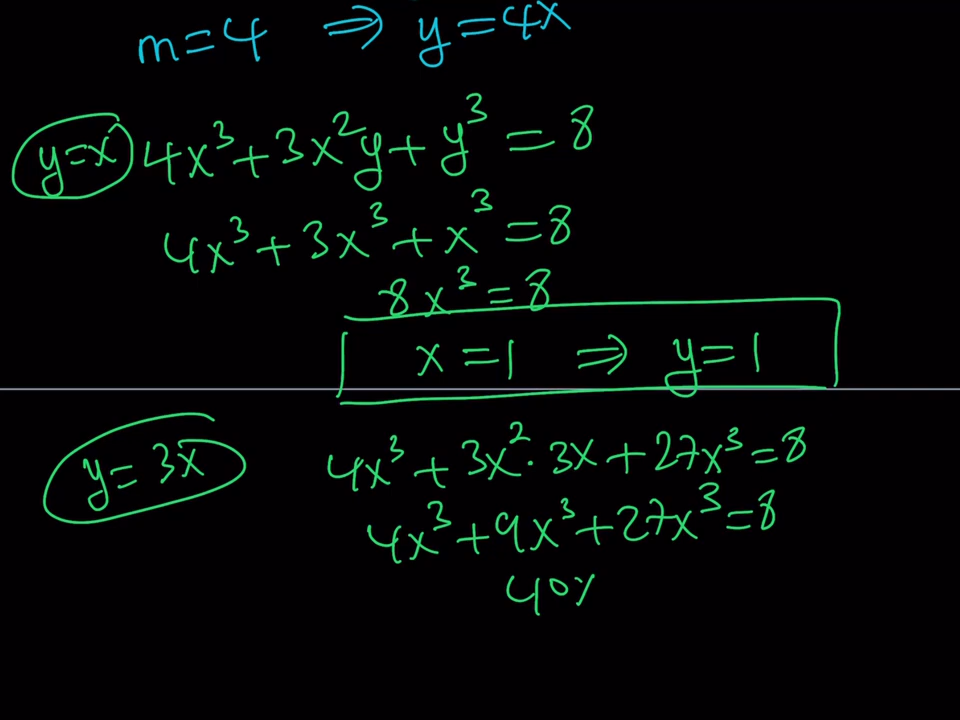 m=4 ⇒ y=4x
y=x 4x³+3x²y+y³=8
4x³+3x³+x³=8
8x³=8
x=1 ⇒ y=1
y=3x 4x³+3x²·3x+27x³=8
4x³+9x³+27x³=8
40x